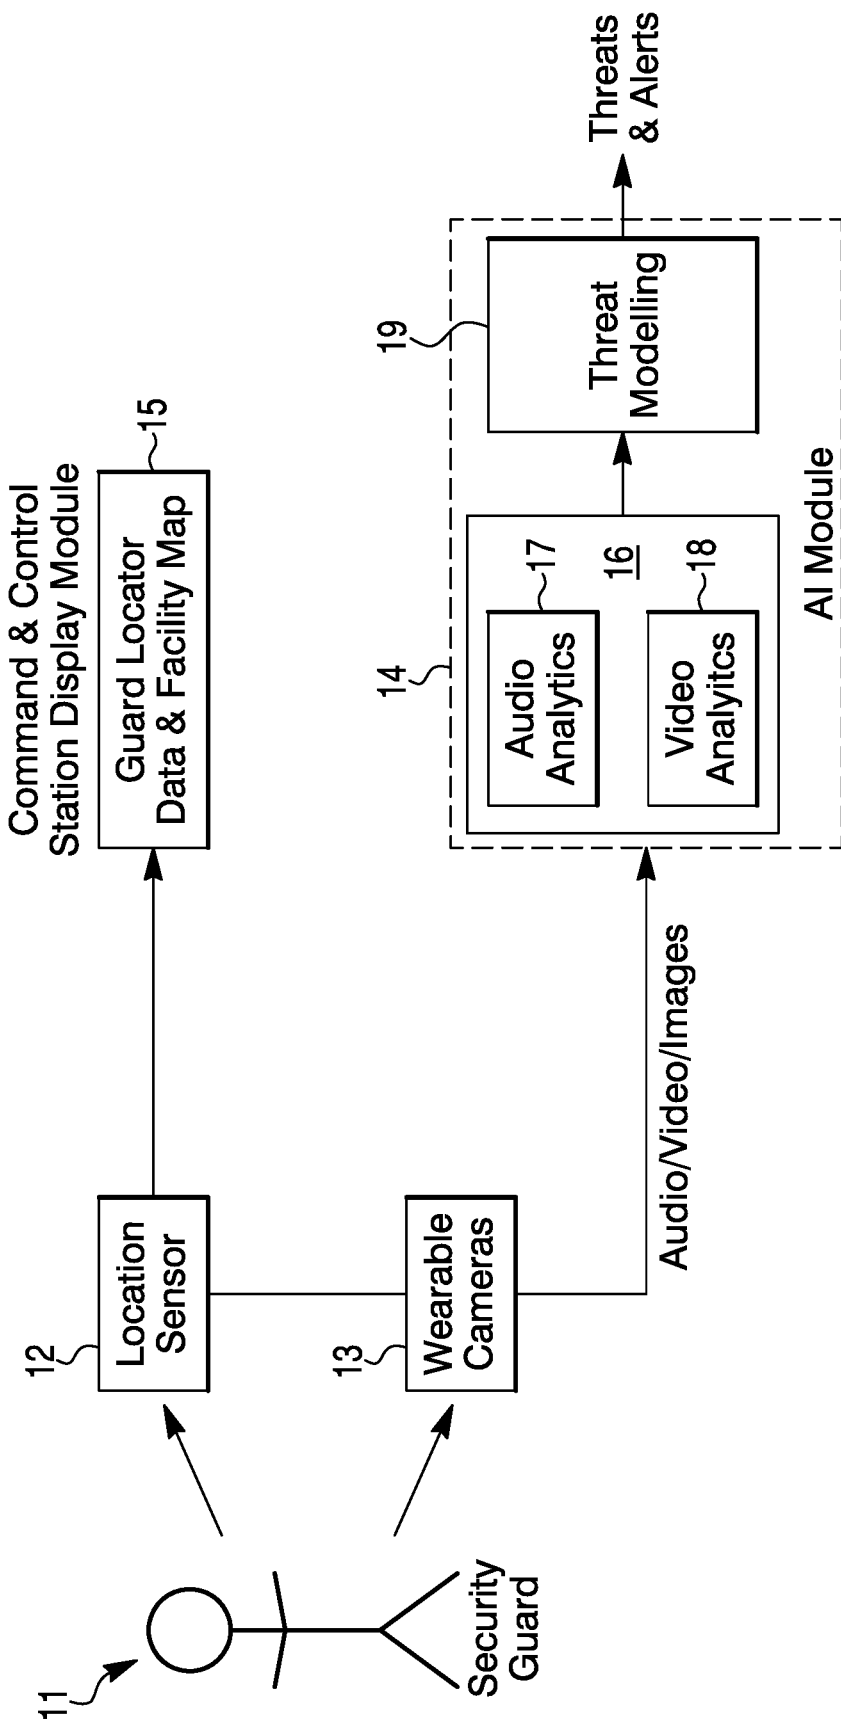 11
Security
Guard
12
Location
Sensor
13
Wearable
Cameras
Command & Control
Station Display Module
Guard Locator
Data & Facility Map
15
Audio/Video/Images
14
Audio
Analytics
17
16
Video
Analyitcs
18
19
Threat
Modelling
AI Module
Threats
& Alerts